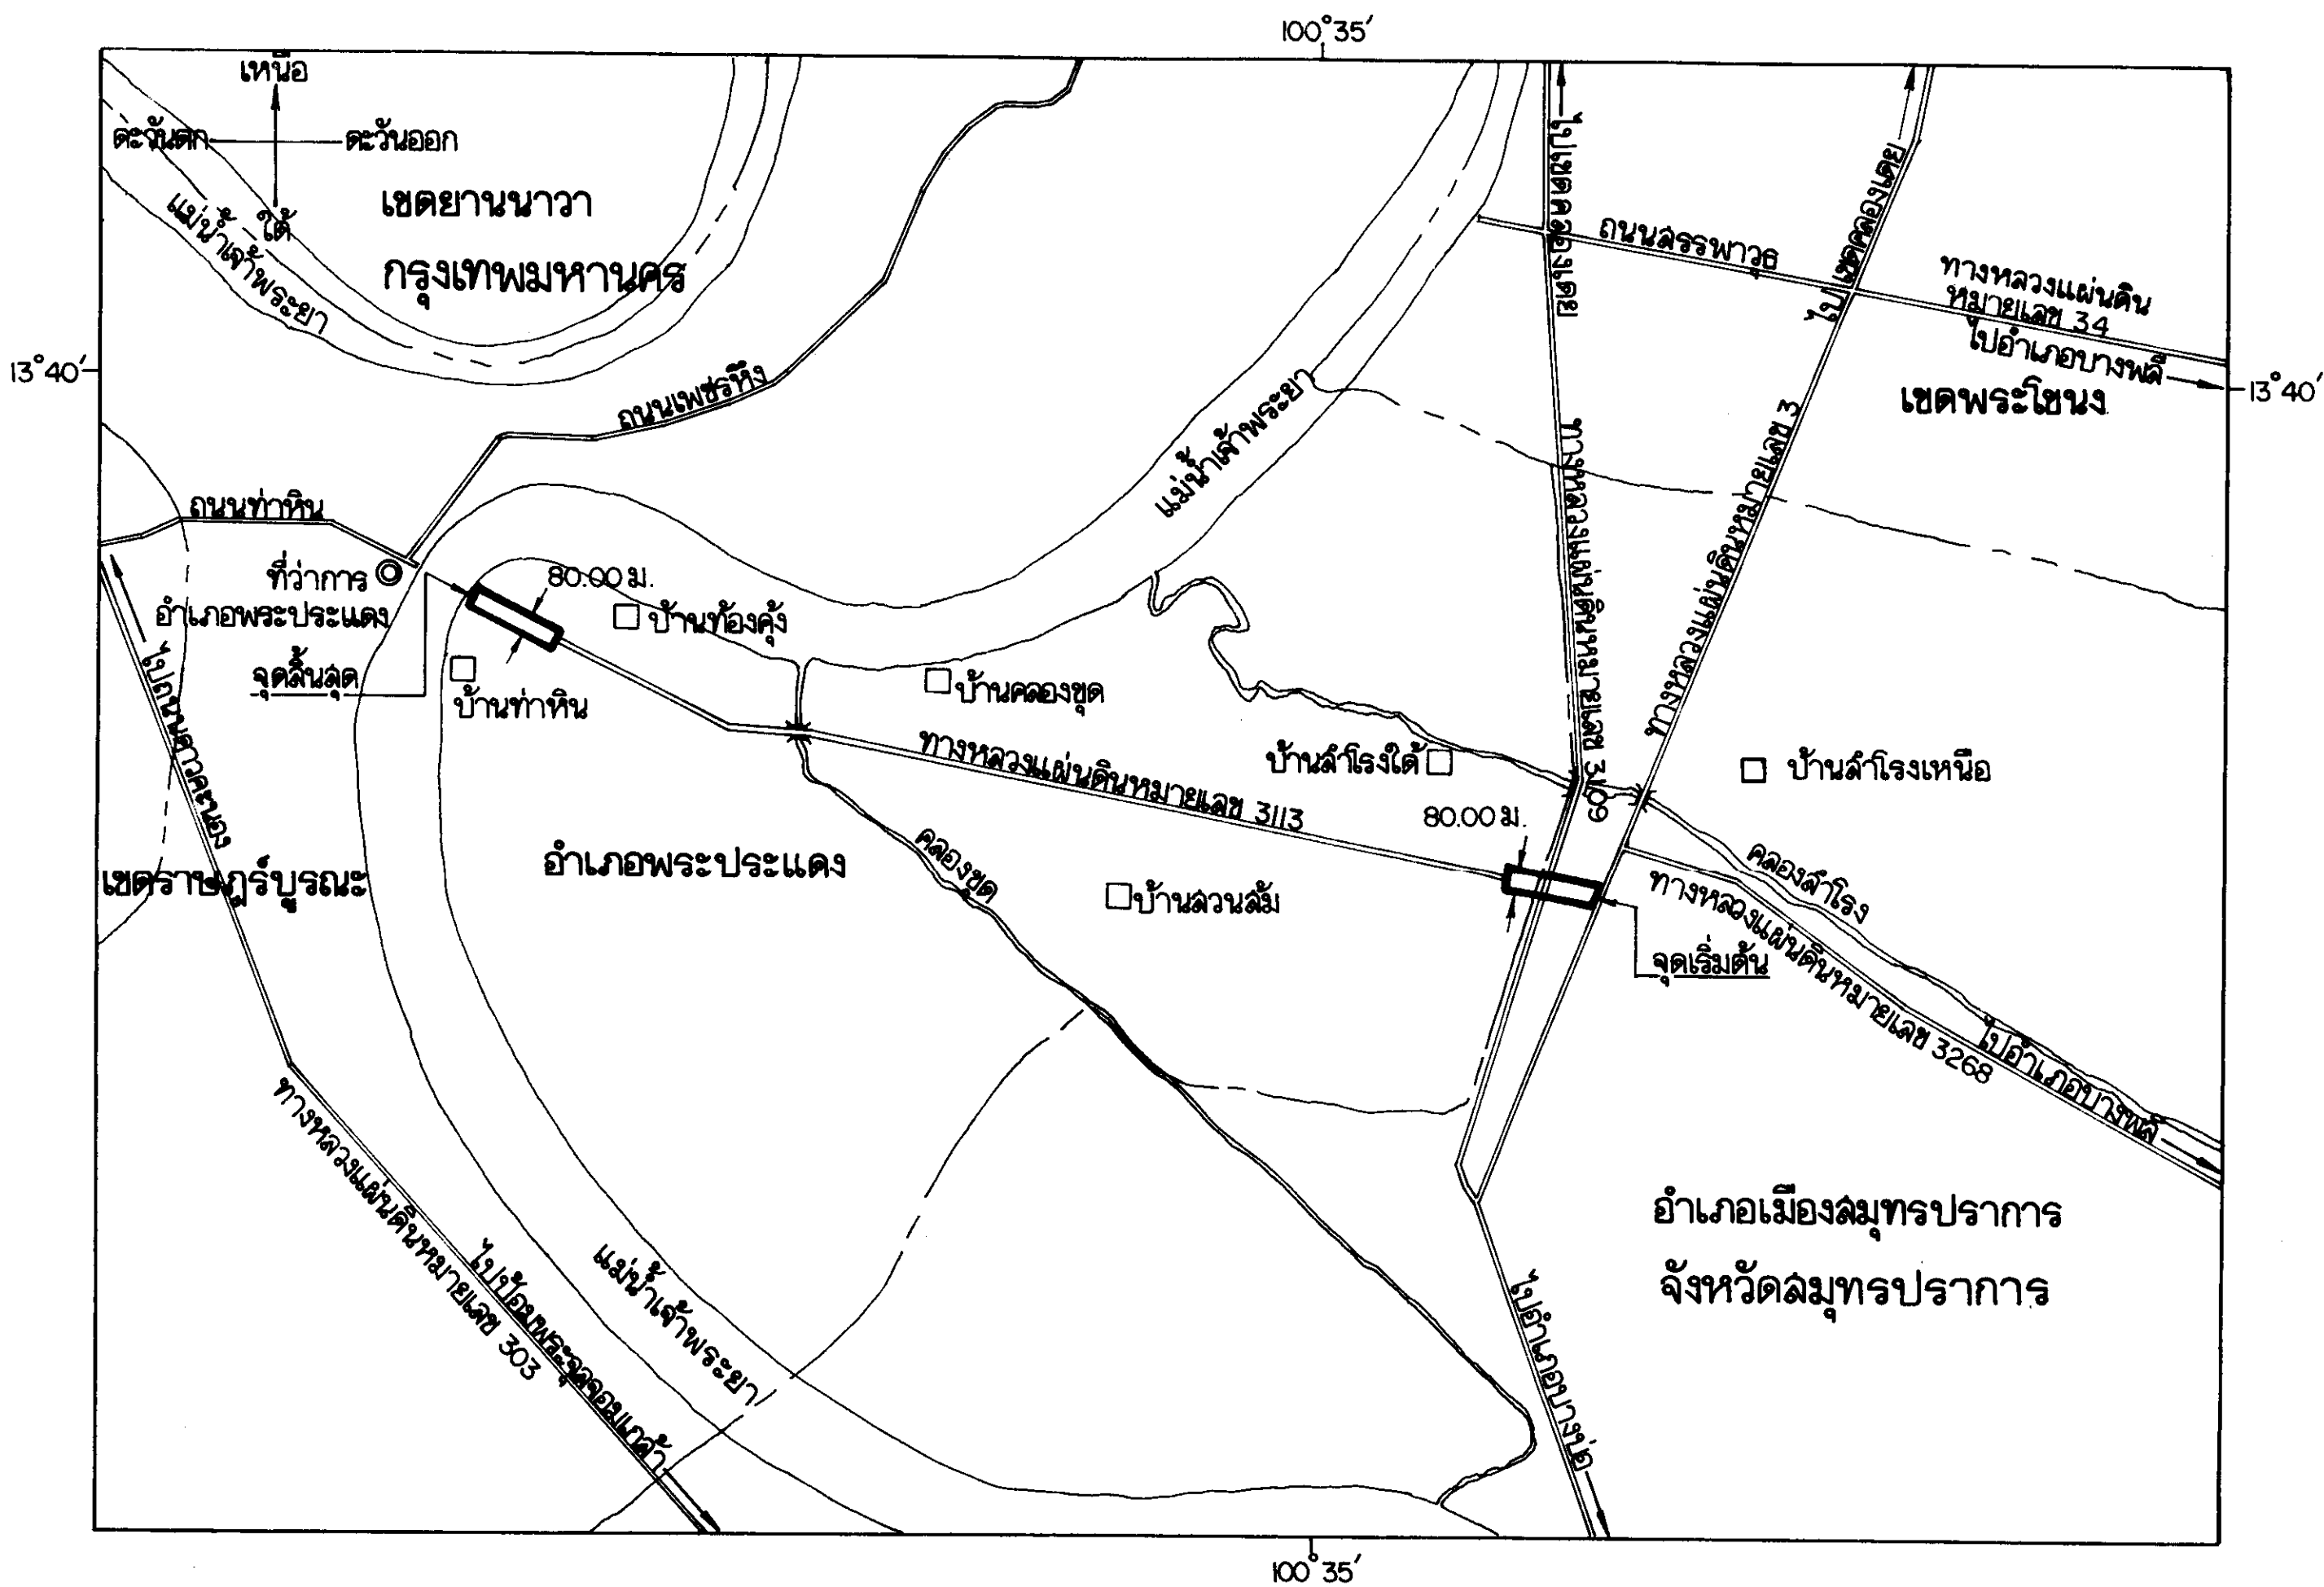 100°35′
เหนือ
ตะวันตก
ตะวันออก
ใต้
แม่น้ำเจ้าพระยา
เขตยานนาวา
กรุงเทพมหานคร
ไปเขตคลองเตย
ไปเขตคลองเตย
ถนนสรรพาวุธ
ทางหลวงแผ่นดิน
หมายเลข 34
ไปอำเภอบางพลี
13°40′
13°40′
เขตพระโขนง
ถนนเพชรหึง
แม่น้ำเจ้าพระยา
ทางหลวงแผ่นดินหมายเลข 3109
ทางหลวงแผ่นดินหมายเลข 3
ถนนท่าหิน
ที่ว่าการ
อำเภอพระประแดง
80.00 ม.
บ้านท้องคุ้ง
จุดสิ้นสุด
บ้านท่าหิน
บ้านคลองขุด
ไปถนนดาวคะนอง
ทางหลวงแผ่นดินหมายเลข 3113
บ้านสำโรงใต้
บ้านสำโรงเหนือ
80.00 ม.
เขตราษฎร์บูรณะ
อำเภอพระประแดง
คลองขุด
บ้านสวนส้ม
คลองสำโรง
จุดเริ่มต้น
ทางหลวงแผ่นดินหมายเลข 3268
ไปอำเภอบางพลี
ทางหลวงแผ่นดินหมายเลข 303
ไปป้อมพระจุลจอมเกล้า
แม่น้ำเจ้าพระยา
อำเภอเมืองสมุทรปราการ
จังหวัดสมุทรปราการ
ไปอำเภอบางบ่อ
100°35′